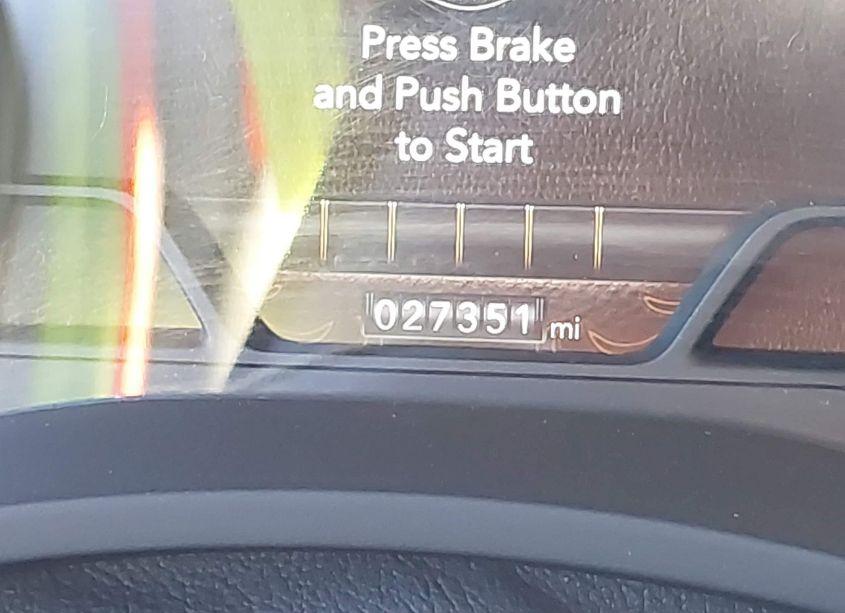 Press Brake
and Push Button
to Start
027351 mi